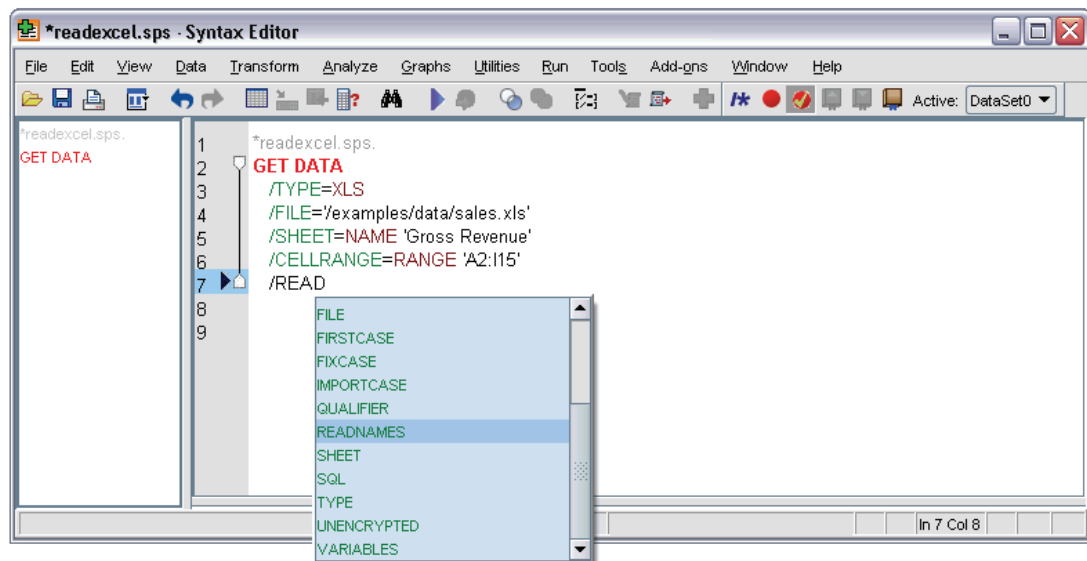 *readexcel.sps - Syntax Editor
File Edit View Data Transform Analyze Graphs Utilities Run Tools Add-ons Window Help
Active: DataSet0
*readexcel.sps.
GET DATA
1 *readexcel.sps.
2 GET DATA
3 /TYPE=XLS
4 /FILE='/examples/data/sales.xls'
5 /SHEET=NAME 'Gross Revenue'
6 /CELLRANGE=RANGE 'A2:I15'
7 /READ
8
9
FILE
FIRSTCASE
FIXCASE
IMPORTCASE
QUALIFIER
READNAMES
SHEET
SQL
TYPE
UNENCRYPTED
VARIABLES
In 7 Col 8